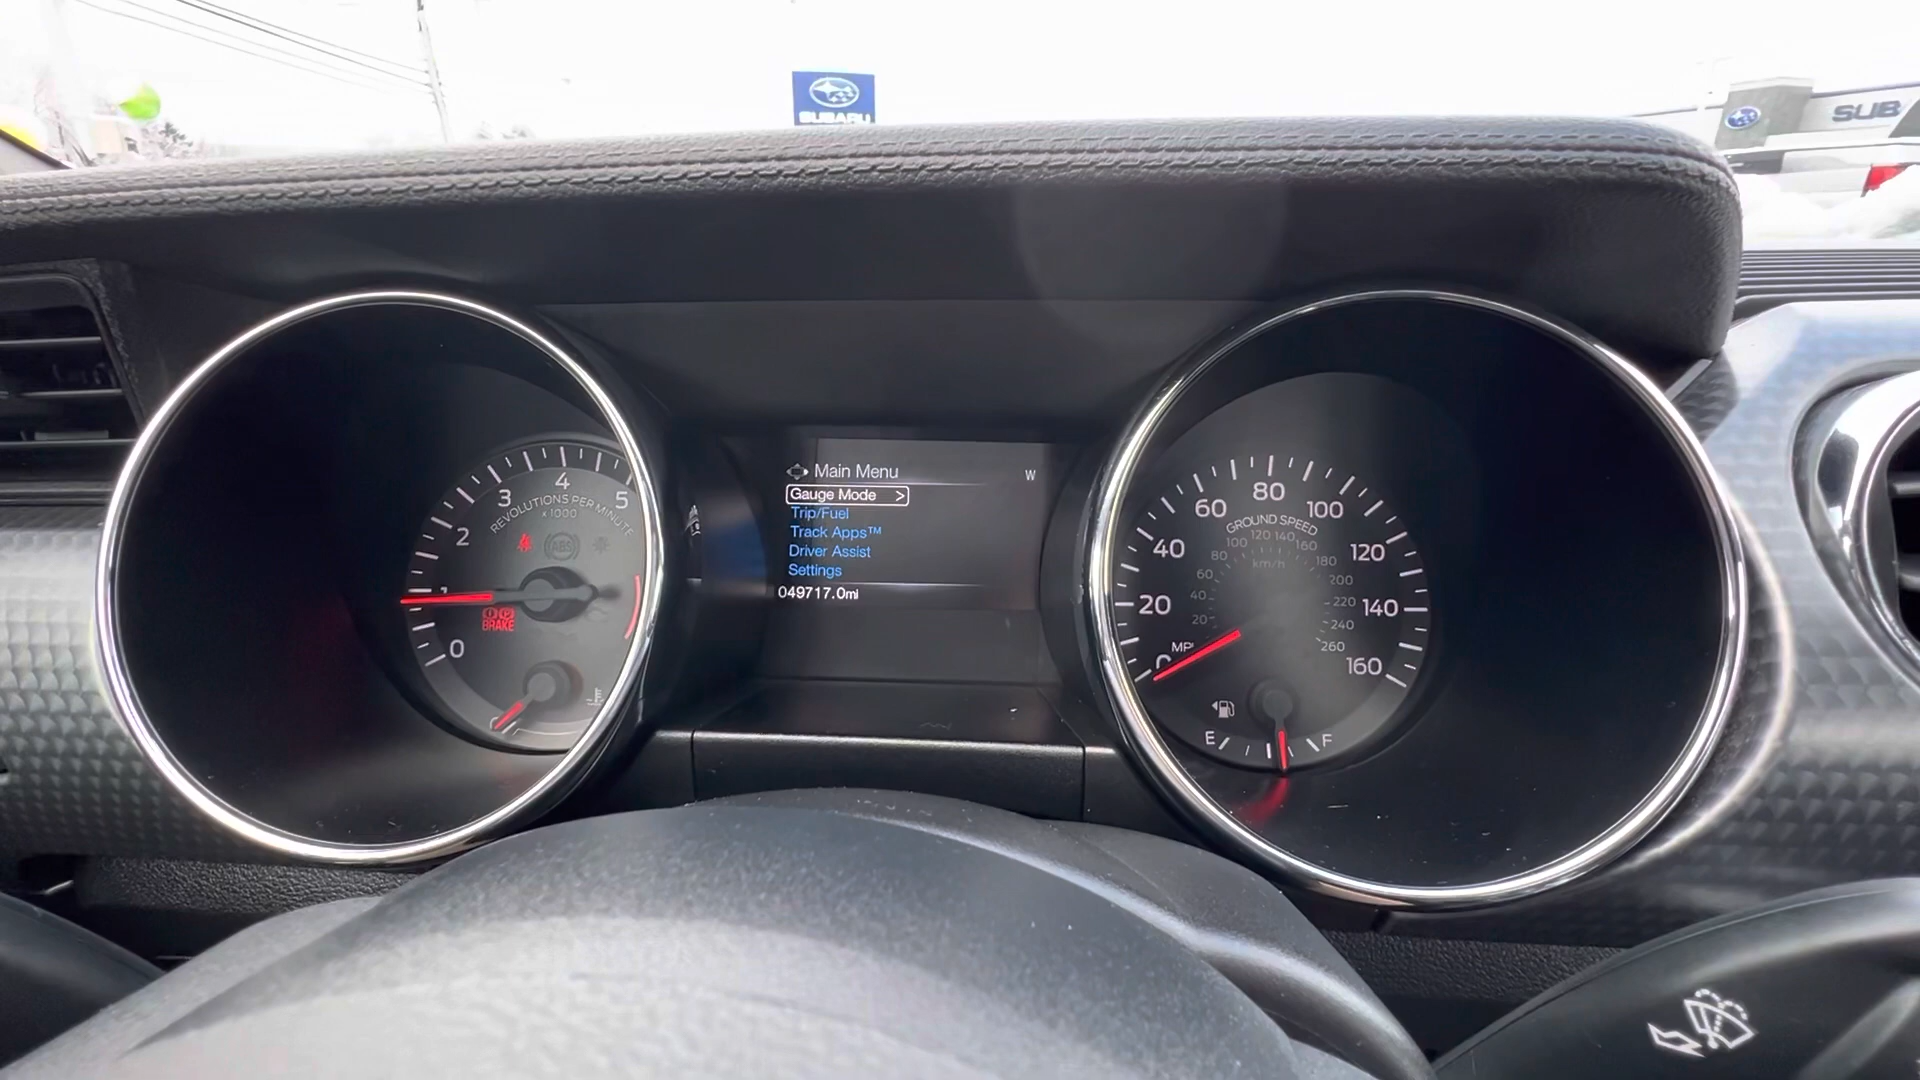 SUBARU
SUB
Main Menu
W
Gauge Mode >
Trip/Fuel
Track Apps™
Driver Assist
Settings
049717.0mi
0
1
2
3
4
5
REVOLUTIONS PER MINUTE
x1000
ABS
BRAKE
0
20
40
60
80
100
120
140
160
GROUND SPEED
20
40
60
80
100
120
140
160
180
200
220
240
260
km/h
E
F